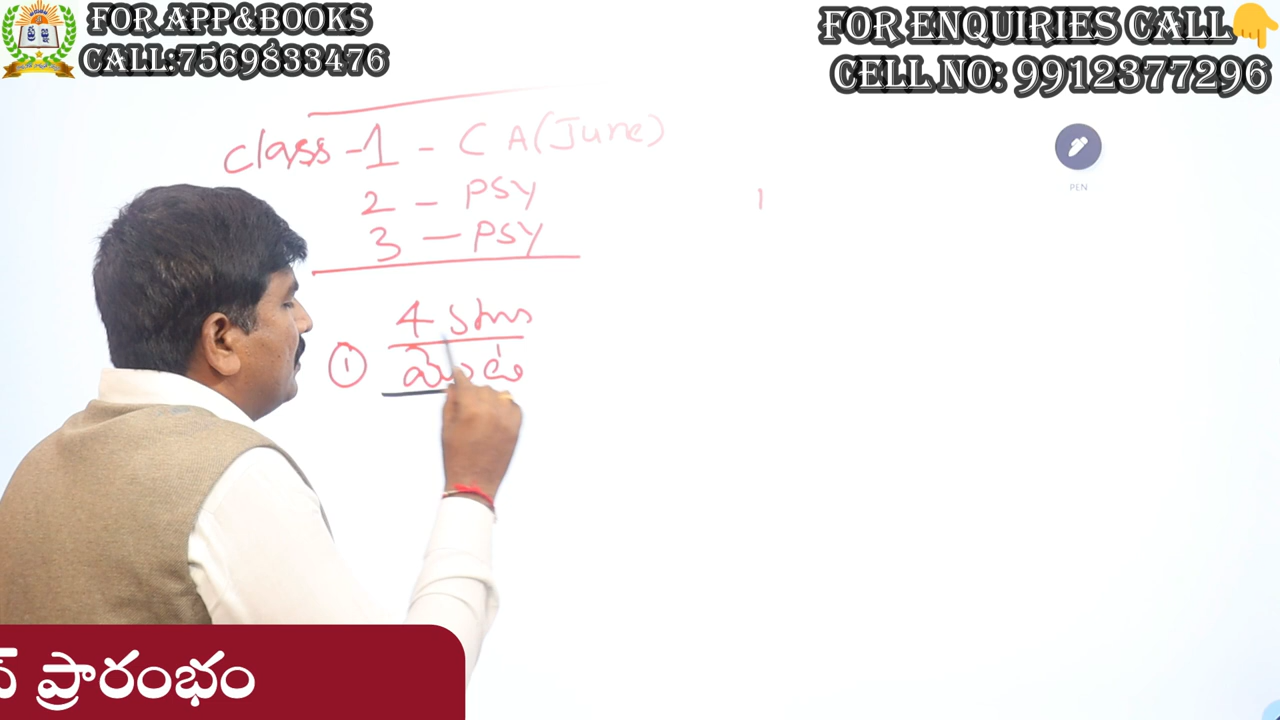 FOR APP&BOOKS
CALL:7569833476
FOR ENQUIRIES CALL👇
CELL NO: 9912377296
PEN
class - 1 - CA (June)
2 - PSY
3 - PSY
1
4
①
ప్రారంభం